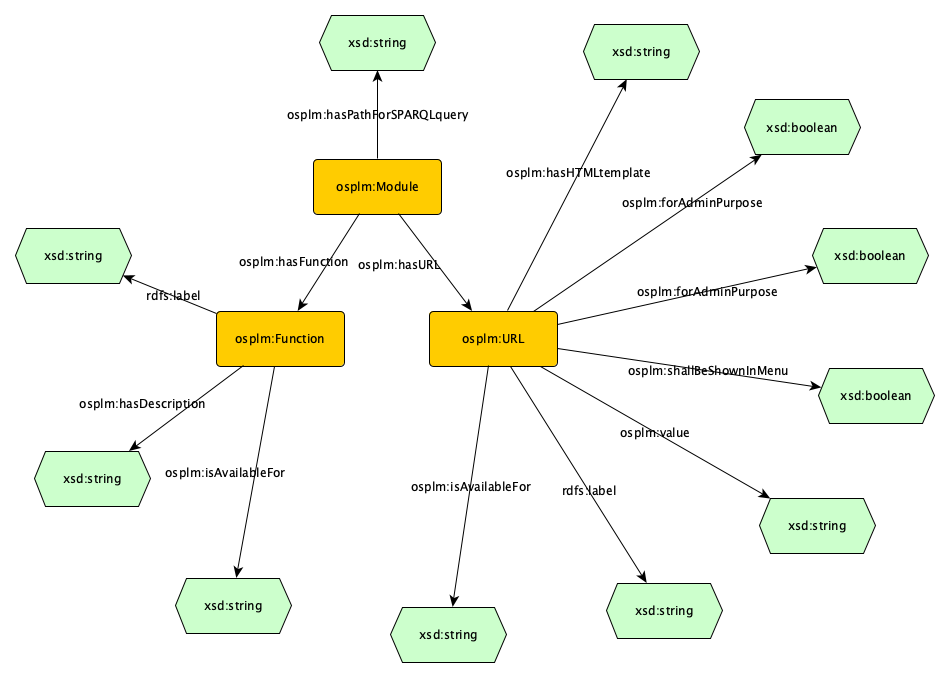 xsd:string
xsd:string
osplm:hasPathForSPARQLquery
xsd:boolean
osplm:hasHTMLtemplate
osplm:Module
osplm:forAdminPurpose
xsd:string
osplm:hasFunction
osplm:hasURL
xsd:boolean
rdfs:label
osplm:forAdminPurpose
osplm:Function
osplm:URL
osplm:shallBeShownInMenu
xsd:boolean
osplm:hasDescription
osplm:value
xsd:string
osplm:isAvailableFor
osplm:isAvailableFor
rdfs:label
xsd:string
xsd:string
xsd:string
xsd:string